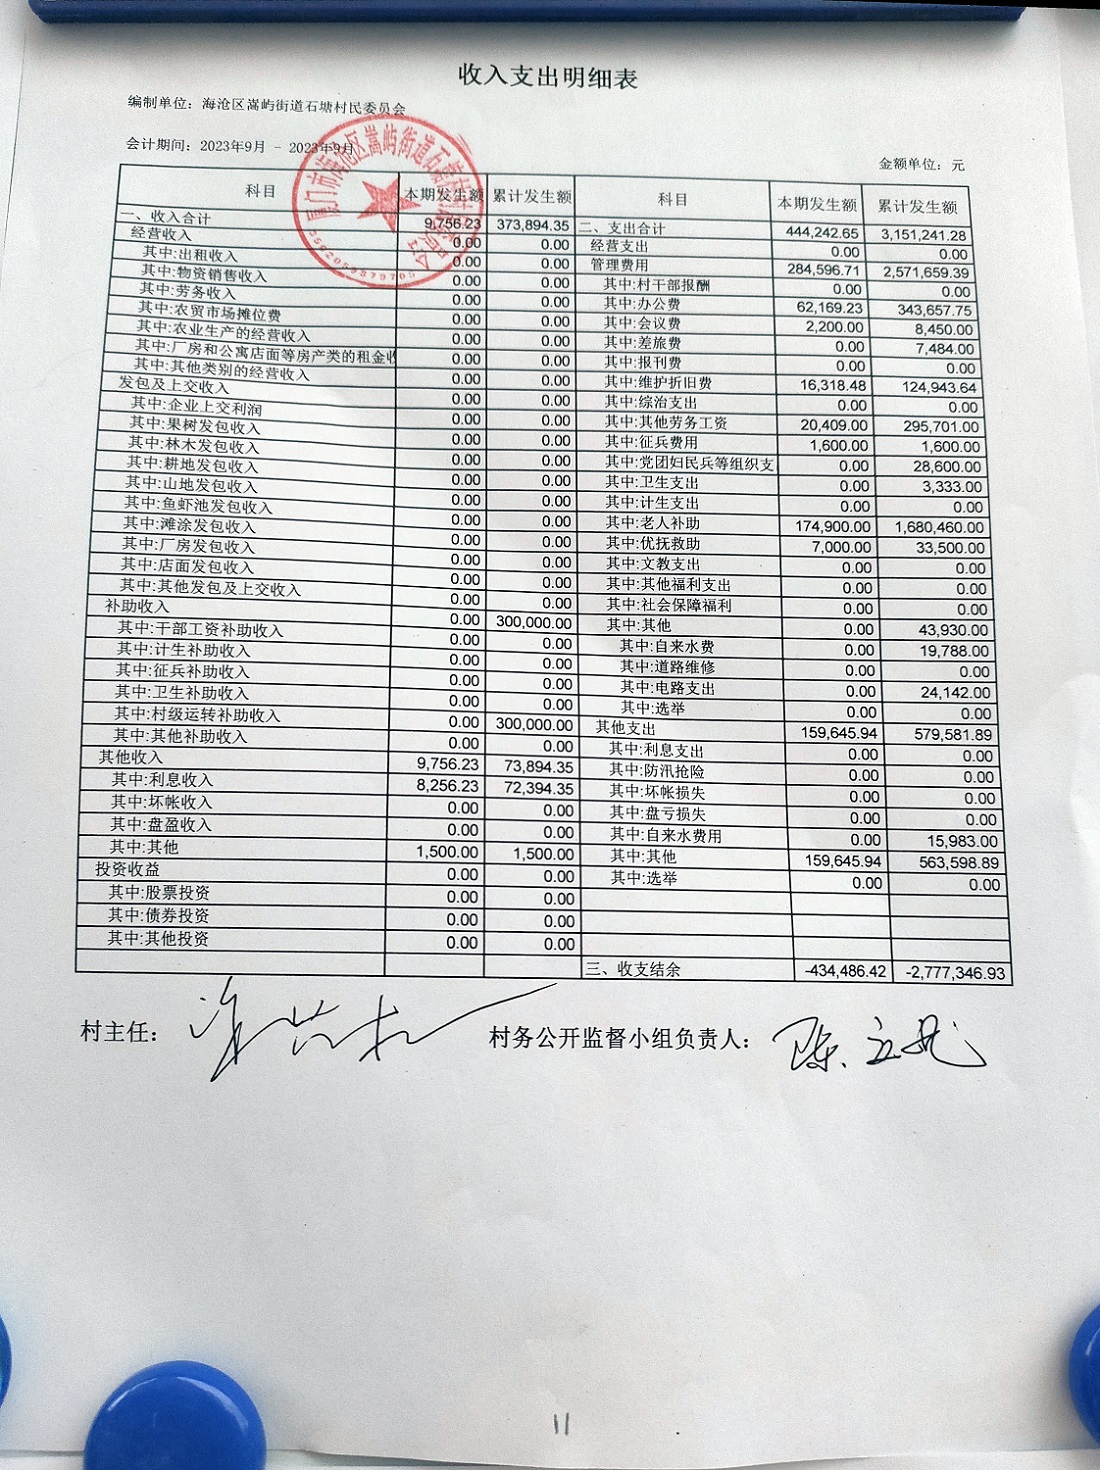 收入支出明细表
编制单位：海沧区嵩屿街道石塘村民委员会
会计期间：2023年9月 - 2023年9月
金额单位：元
科目 本期发生额 累计发生额 科目 本期发生额 累计发生额
一、收入合计 9,756.23 373,894.35 二、支出合计 444,242.65 3,151,241.28
经营收入 0.00 0.00 经营支出 0.00 0.00
其中:出租收入 0.00 0.00 管理费用 284,596.71 2,571,659.39
其中:物资销售收入 0.00 0.00 其中:村干部报酬 0.00 0.00
其中:劳务收入 0.00 0.00 其中:办公费 62,169.23 343,657.75
其中:农贸市场摊位费 0.00 0.00 其中:会议费 2,200.00 8,450.00
其中:农业生产的经营收入 0.00 0.00 其中:差旅费 0.00 7,484.00
其中:厂房和公寓店面等房产类的租金收 0.00 0.00 其中:报刊费 0.00 0.00
其中:其他类别的经营收入 0.00 0.00 其中:维护折旧费 16,318.48 124,943.64
发包及上交收入 0.00 0.00 其中:综治支出 0.00 0.00
其中:企业上交利润 0.00 0.00 其中:其他劳务工资 20,409.00 295,701.00
其中:果树发包收入 0.00 0.00 其中:征兵费用 1,600.00 1,600.00
其中:林木发包收入 0.00 0.00 其中:党团妇民兵等组织支 0.00 28,600.00
其中:耕地发包收入 0.00 0.00 其中:卫生支出 0.00 3,333.00
其中:山地发包收入 0.00 0.00 其中:计生支出 0.00 0.00
其中:鱼虾池发包收入 0.00 0.00 其中:老人补助 174,900.00 1,680,460.00
其中:滩涂发包收入 0.00 0.00 其中:优抚救助 7,000.00 33,500.00
其中:厂房发包收入 0.00 0.00 其中:文教支出 0.00 0.00
其中:店面发包收入 0.00 0.00 其中:其他福利支出 0.00 0.00
其中:其他发包及上交收入 0.00 0.00 其中:社会保障福利 0.00 0.00
补助收入 0.00 300,000.00 其中:其他 0.00 43,930.00
其中:干部工资补助收入 0.00 0.00 其中:自来水费 0.00 19,788.00
其中:计生补助收入 0.00 0.00 其中:道路维修 0.00 0.00
其中:征兵补助收入 0.00 0.00 其中:电路支出 0.00 24,142.00
其中:卫生补助收入 0.00 0.00 其中:选举 0.00 0.00
其中:村级运转补助收入 0.00 300,000.00 其他支出 159,645.94 579,581.89
其中:其他补助收入 0.00 0.00 其中:利息支出 0.00 0.00
其他收入 9,756.23 73,894.35 其中:防汛抢险 0.00 0.00
其中:利息收入 8,256.23 72,394.35 其中:坏帐损失 0.00 0.00
其中:坏帐收入 0.00 0.00 其中:盘亏损失 0.00 0.00
其中:盘盈收入 0.00 0.00 其中:自来水费用 0.00 15,983.00
其中:其他 1,500.00 1,500.00 其中:其他 159,645.94 563,598.89
投资收益 0.00 0.00 其中:选举 0.00 0.00
其中:股票投资 0.00 0.00
其中:债券投资 0.00 0.00
其中:其他投资 0.00 0.00
三、收支结余 -434,486.42 -2,777,346.93
村主任： 村务公开监督小组负责人：
11